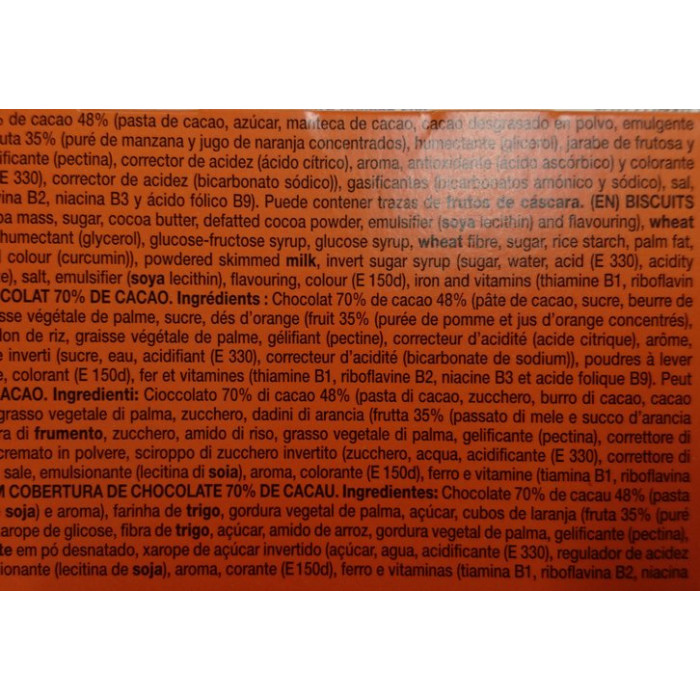 % de cacao 48% (pasta de cacao, azúcar, manteca de cacao, cacao desgrasado en polvo, emulgente
ruta 35% (puré de manzana y jugo de naranja concentrados), humectante (glicerol), jarabe de frutosa y
ificante (pectina), corrector de acidez (ácido cítrico), aroma, antioxidante (ácido ascórbico) y colorante
E 330), corrector de acidez (bicarbonato sódico)), gasificantes (bicarbonatos amónico y sódico), sal,
vina B2, niacina B3 y ácido fólico B9). Puede contener trazas de frutos de cáscara. (EN) BISCUITS
oa mass, sugar, cocoa butter, defatted cocoa powder, emulsifier (soya lecithin) and flavouring), wheat
humectant (glycerol), glucose-fructose syrup, glucose syrup, wheat fibre, sugar, rice starch, palm fat,
d colour (curcumin)), powdered skimmed milk, invert sugar syrup (sugar, water, acid (E 330), acidity
te), salt, emulsifier (soya lecithin), flavouring, colour (E 150d), iron and vitamins (thiamine B1, riboflavin
OCOLAT 70% DE CACAO. Ingrédients : Chocolat 70% de cacao 48% (pâte de cacao, sucre, beurre de
sse végétale de palme, sucre, dés d'orange (fruit 35% (purée de pomme et jus d'orange concentrés),
don de riz, graisse végétale de palme, gélifiant (pectine), correcteur d'acidité (acide citrique), arôme,
e inverti (sucre, eau, acidifiant (E 330), correcteur d'acidité (bicarbonate de sodium)), poudres à lever
e, colorant (E 150d), fer et vitamines (thiamine B1, riboflavine B2, niacine B3 et acide folique B9). Peut
CACAO. Ingredienti: Cioccolato 70% di cacao 48% (pasta di cacao, zucchero, burro di cacao, cacao
grasso vegetale di palma, zucchero, dadini di arancia (frutta 35% (passato di mele e succo d'arancia
ra di frumento, zucchero, amido di riso, grasso vegetale di palma, gelificante (pectina), correttore di
cremato in polvere, sciroppo di zucchero invertito (zucchero, acqua, acidificante (E 330), correttore di
sale, emulsionante (lecitina di soia), aroma, colorante (E 150d), ferro e vitamine (tiamina B1, riboflavina
M COBERTURA DE CHOCOLATE 70% DE CACAU. Ingredientes: Chocolate 70% de cacau 48% (pasta
e soja) e aroma), farinha de trigo, gordura vegetal de palma, açúcar, cubos de laranja (fruta 35% (puré
arope de glicose, fibra de trigo, açúcar, amido de arroz, gordura vegetal de palma, gelificante (pectina),
te em pó desnatado, xarope de açúcar invertido (açúcar, agua, acidificante (E 330), regulador de acidez
sionante (lecitina de soja), aroma, corante (E150d), ferro e vitaminas (tiamina B1, riboflavina B2, niacina